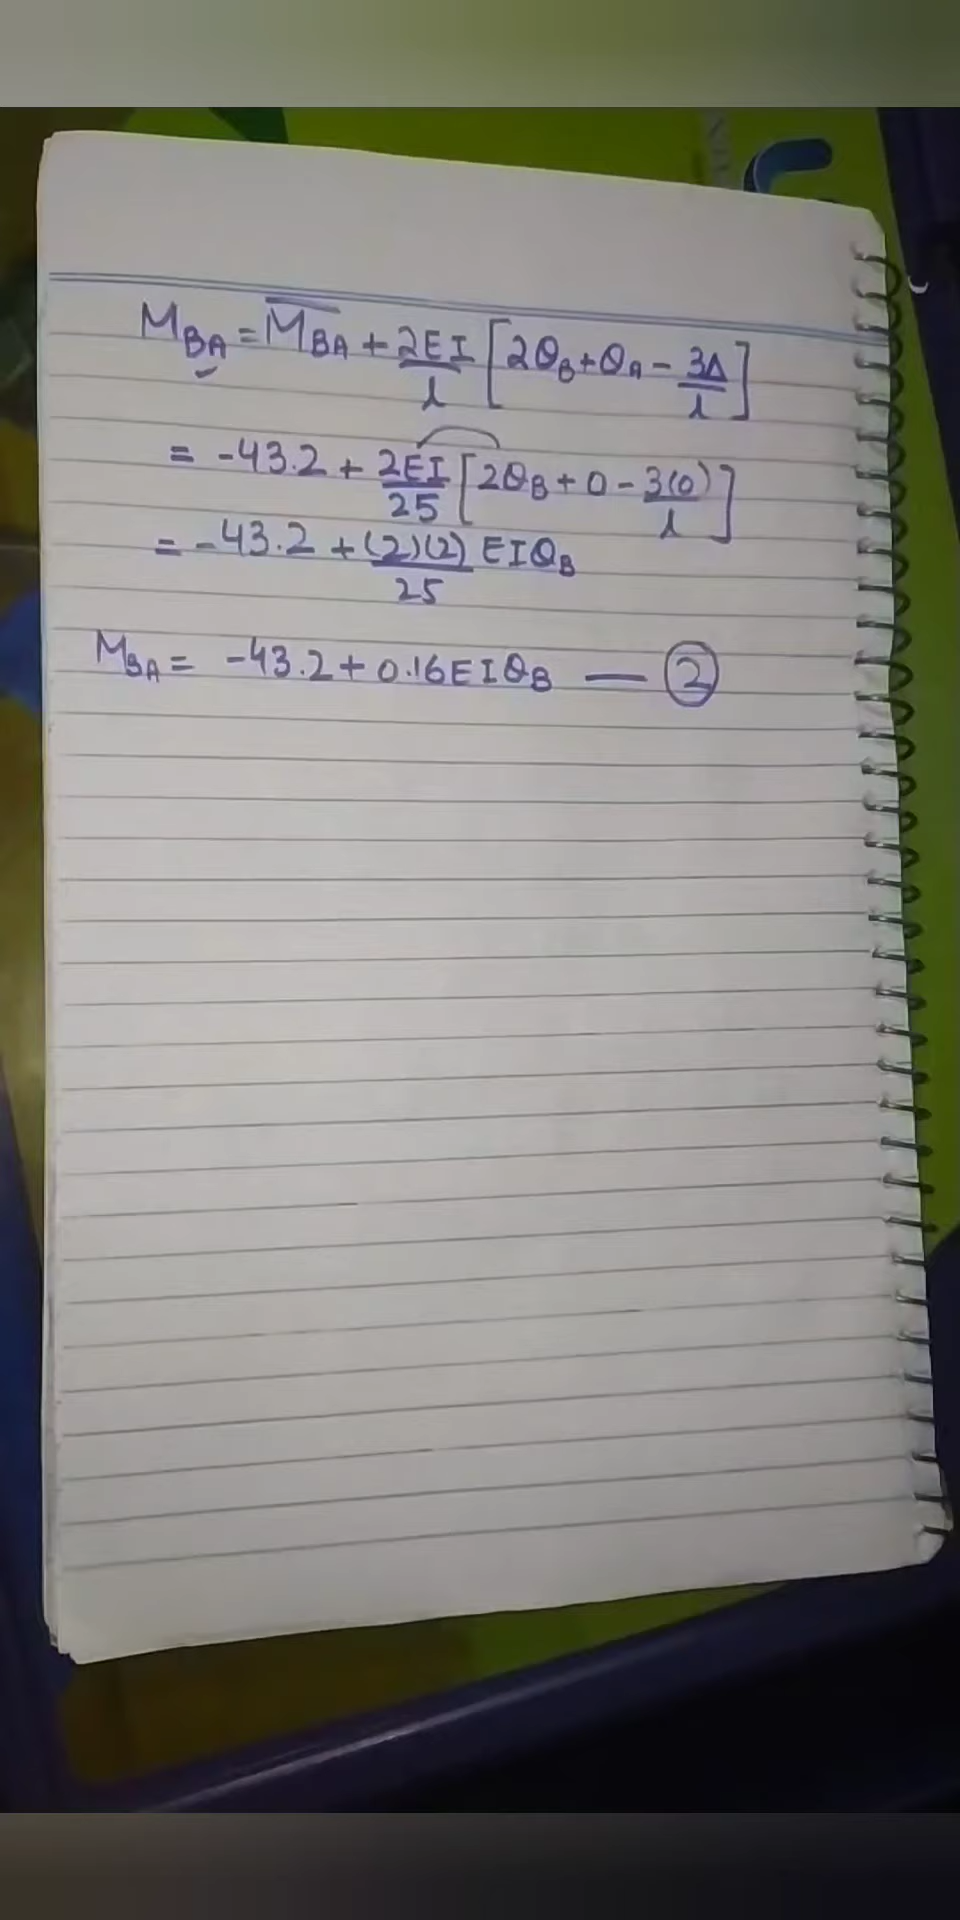 M_BA = M̅_BA + 2EI/l [2θ_B + θ_A - 3Δ/l]
= -43.2 + 2EI/25 [2θ_B + 0 - 3(0)/l]
= -43.2 + (2)(2)/25 EIθ_B
M_BA = -43.2 + 0.16EIθ_B — ②